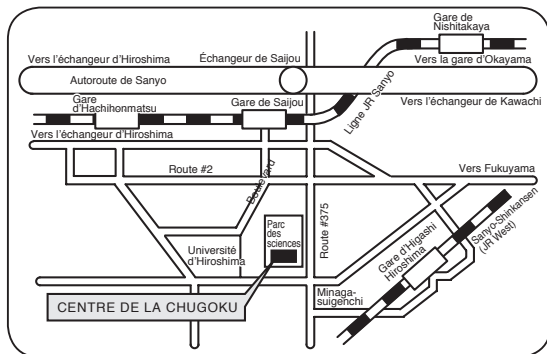 Gare de
Nishitakaya
Vers l'échangeur d'Hiroshima
Échangeur de Saijou
Vers la gare d'Okayama
Autoroute de Sanyo
Gare
d'Hachihonmatsu
Gare de Saijou
Ligne JR Sanyo
Vers l'échangeur de Kawachi
Vers l'échangeur d'Hiroshima
Route #2
Boulevard
Vers Fukuyama
Parc
des
sciences
Route #375
Université
d'Hiroshima
Gare d'Higashi
Hiroshima
Sanyo-Shinkansen
(JR West)
Minaga-
suigenchi
CENTRE DE LA CHUGOKU